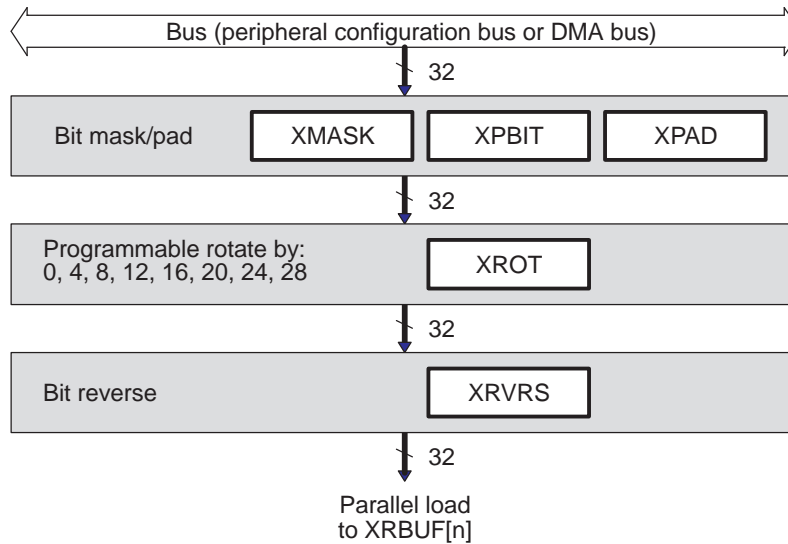 Bus (peripheral configuration bus or DMA bus)
32
Bit mask/pad XMASK XPBIT XPAD
32
Programmable rotate by:
0, 4, 8, 12, 16, 20, 24, 28
XROT
32
Bit reverse XRVRS
32
Parallel load
to XRBUF[n]